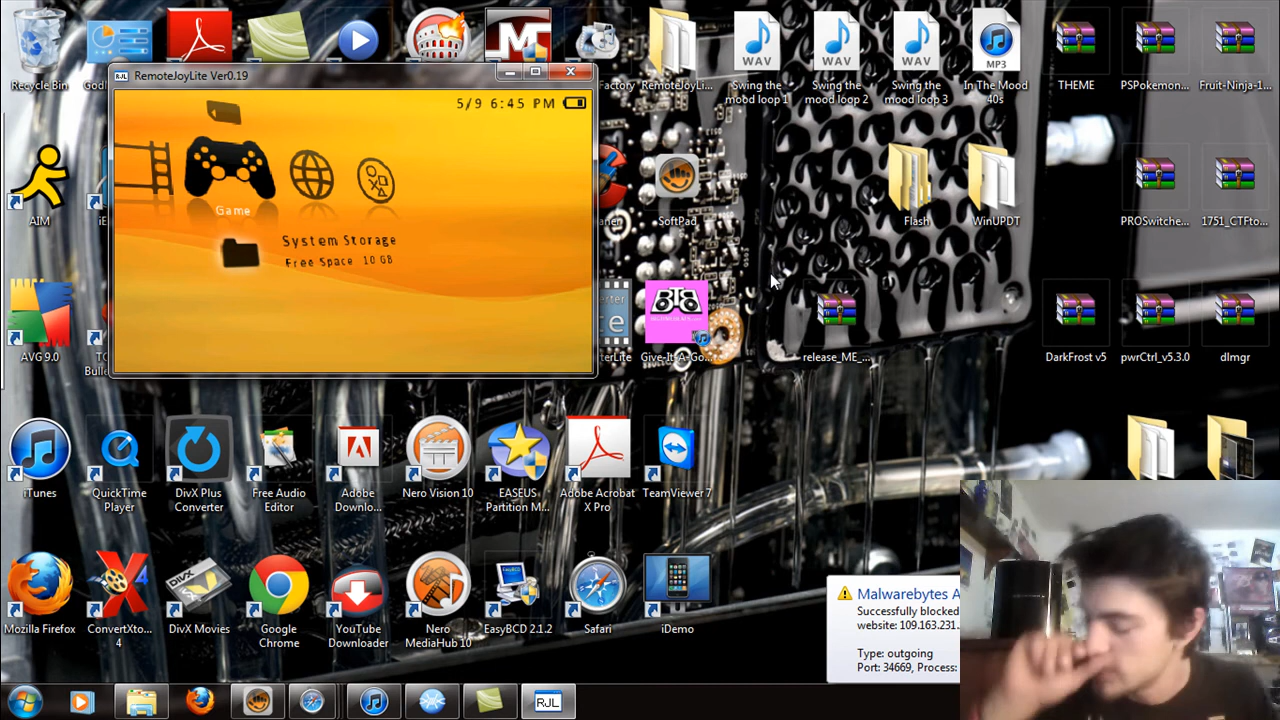 Recycle Bin
RemoteJoyLite Ver0.19
5/9 6:45 PM
Game
System Storage
Free Space 10 GB
Factory
RemoteJoyLi...
WAV
Swing the
mood loop 1
WAV
Swing the
mood loop 2
WAV
Swing the
mood loop 3
MP3
In The Mood
40s
THEME
PSPokemon...
Fruit-Ninja-1...
AIM
SoftPad
Flash
WinUPDT
PROSwitche...
1751_CTFto...
AVG 9.0
Give-It-A-Go...
release_ME_...
DarkFrost v5
pwrCtrl_v5.3.0
dlmgr
iTunes
QuickTime
Player
DivX Plus
Converter
Free Audio
Editor
Adobe
Downlo...
Nero Vision 10
EASEUS
Partition M...
Adobe Acrobat
X Pro
TeamViewer 7
Mozilla Firefox
ConvertXto...
4
DivX Movies
Google
Chrome
YouTube
Downloader
Nero
MediaHub 10
EasyBCD 2.1.2
Safari
iDemo
Malwarebytes A
Successfully blocked
website: 109.163.231.
Type: outgoing
Port: 34669, Process:
RJL